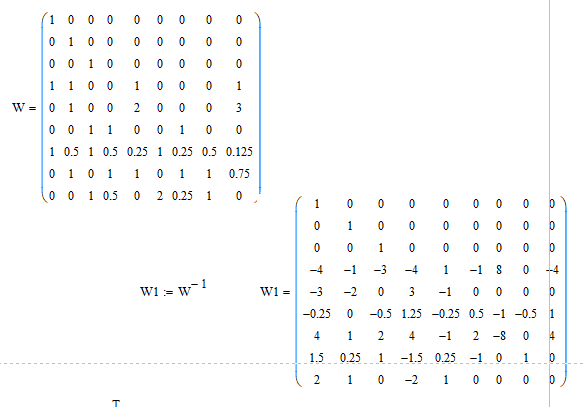 1 0 0 0 0 0 0 0 0
0 1 0 0 0 0 0 0 0
0 0 1 0 0 0 0 0 0
1 1 0 0 1 0 0 0 1
W = 0 1 0 0 2 0 0 0 3
0 0 1 1 0 0 1 0 0
1 0.5 1 0.5 0.25 1 0.25 0.5 0.125
0 1 0 1 1 0 1 1 0.75
0 0 1 0.5 0 2 0.25 1 0
W1 := W^-1
1 0 0 0 0 0 0 0 0
0 1 0 0 0 0 0 0 0
0 0 1 0 0 0 0 0 0
-4 -1 -3 -4 1 -1 8 0 -4
W1 = -3 -2 0 3 -1 0 0 0 0
-0.25 0 -0.5 1.25 -0.25 0.5 -1 -0.5 1
4 1 2 4 -1 2 -8 0 4
1.5 0.25 1 -1.5 0.25 -1 0 1 0
2 1 0 -2 1 0 0 0 0
T